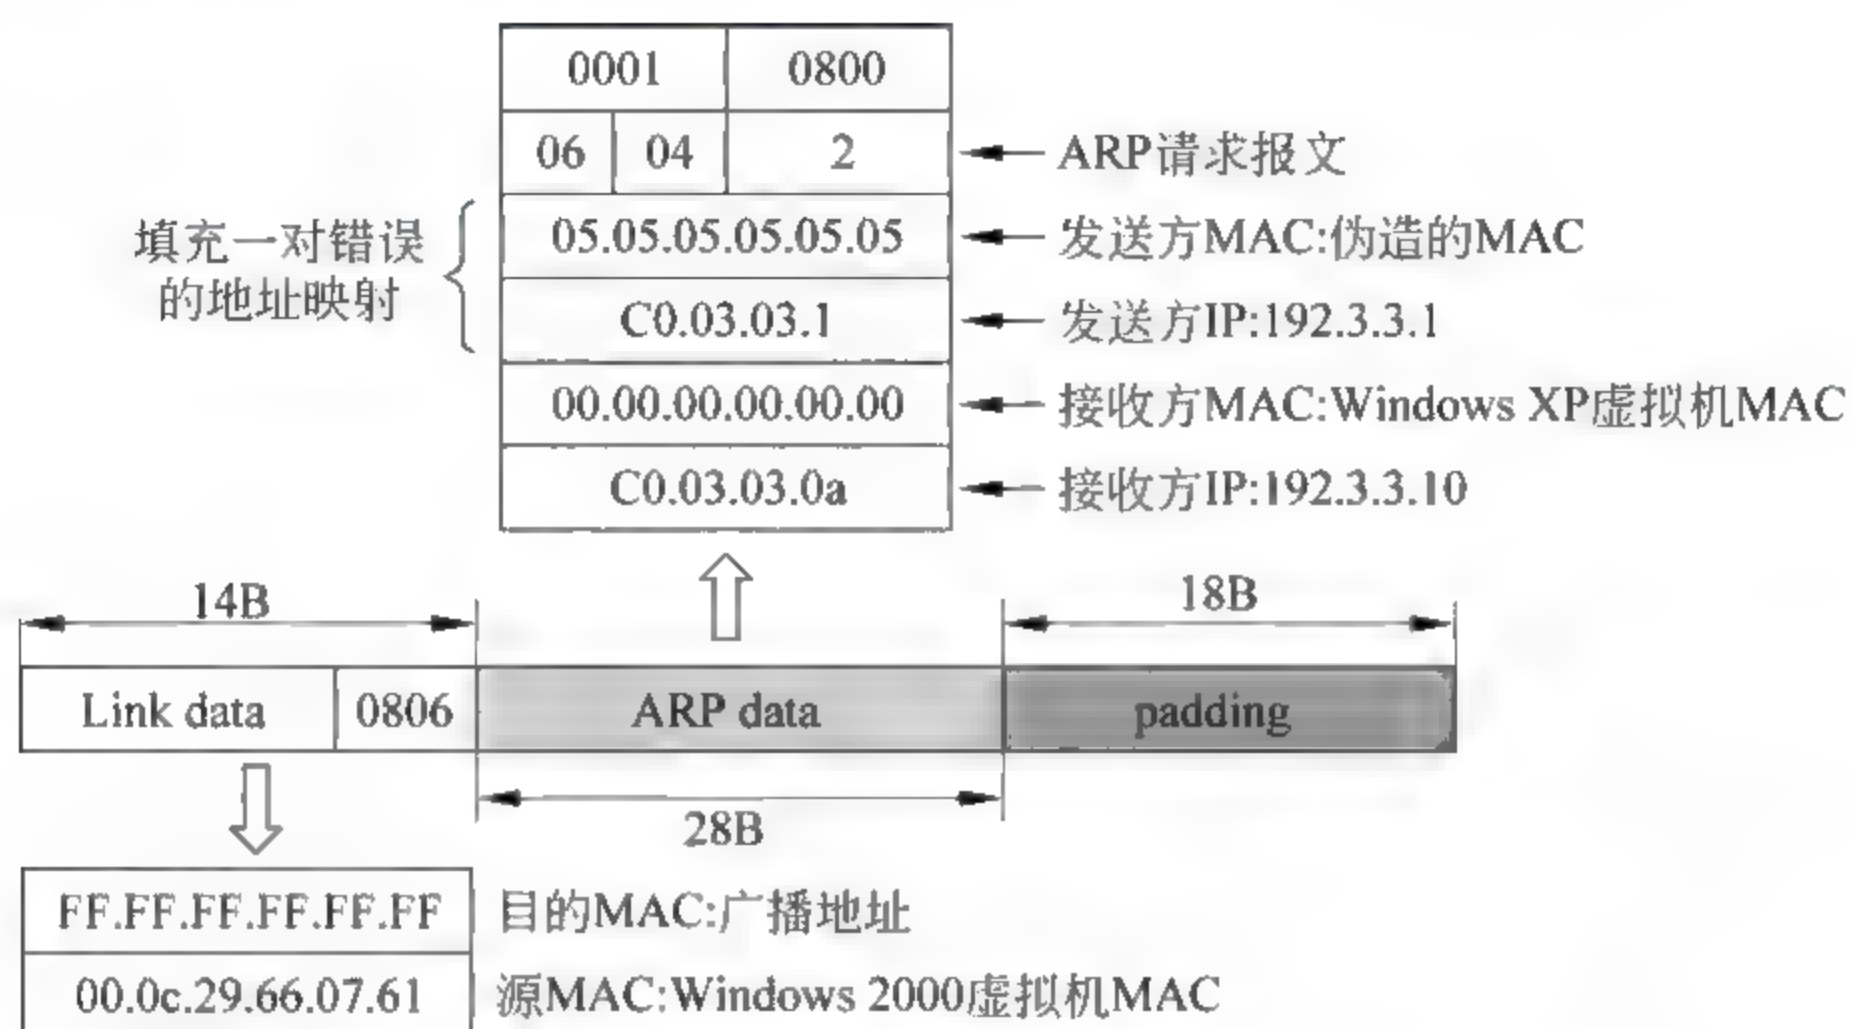 0001 0800
06 04 2 ARP请求报文
填充一对错误
的地址映射
05.05.05.05.05.05 发送方MAC:伪造的MAC
C0.03.03.1 发送方IP:192.3.3.1
00.00.00.00.00.00 接收方MAC:Windows XP虚拟机MAC
C0.03.03.0a 接收方IP:192.3.3.10
14B 18B
Link data 0806 ARP data padding
28B
FF.FF.FF.FF.FF.FF 目的MAC:广播地址
00.0c.29.66.07.61 源MAC:Windows 2000虚拟机MAC